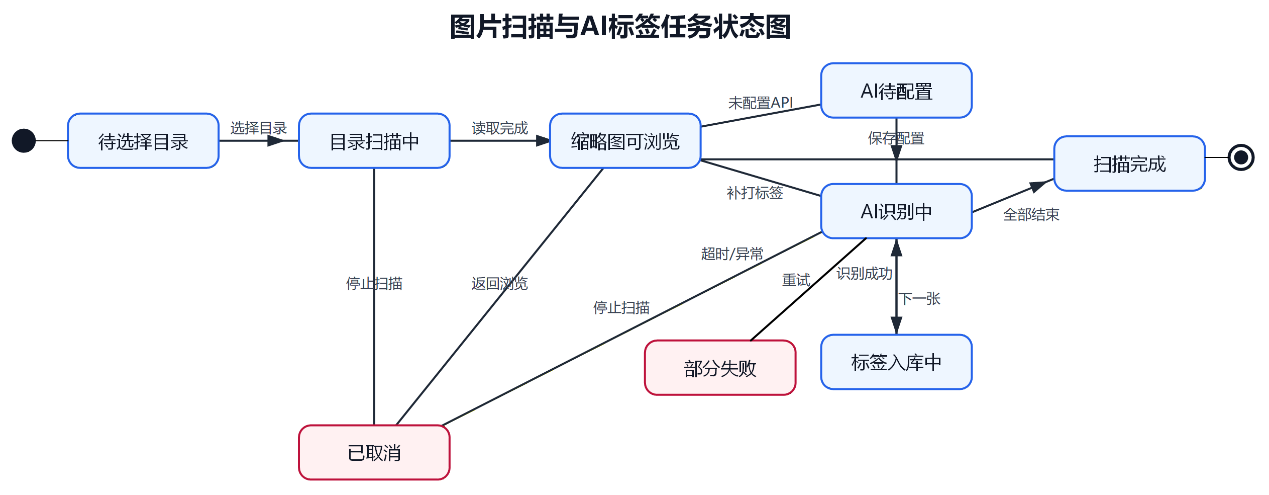 图片扫描与AI标签任务状态图
未配置API
AI待配置
待选择目录
选择目录
目录扫描中
读取完成
缩略图可浏览
保存配置
扫描完成
补打标签
AI识别中
全部结束
超时/异常
重试
识别成功
停止扫描
返回浏览
下一张
停止扫描
部分失败
标签入库中
已取消